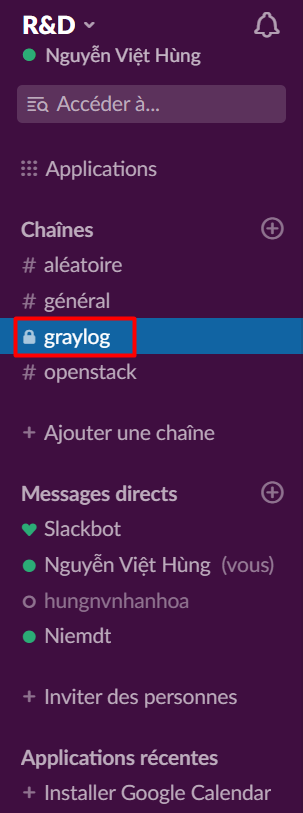 R&D
Nguyễn Việt Hùng
Accéder à...
Applications
Chaînes
# aléatoire
# général
graylog
# openstack
+ Ajouter une chaîne
Messages directs
Slackbot
Nguyễn Việt Hùng (vous)
hungnvnhanhoa
Niemdt
+ Inviter des personnes
Applications récentes
+ Installer Google Calendar